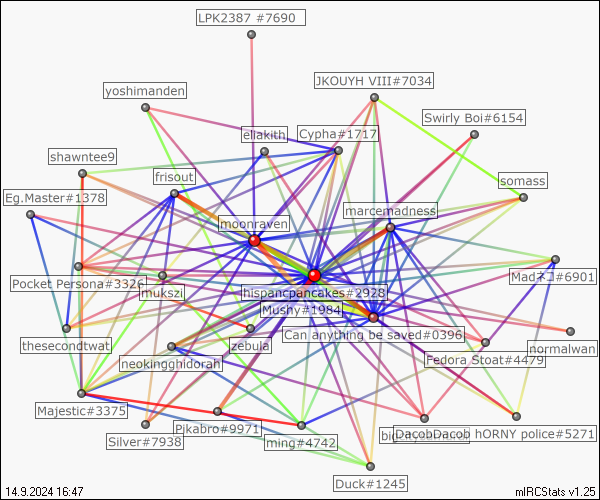 LPK2387 #7690
yoshimanden
JKOUYH VIII#7034
Swirly Boi#6154
eliakith
Cypha#1717
shawntee9
frisout
somass
Eg.Master#1378
moonraven
marcemadness
Pocket Persona#3326
mukszi
hispancpancakes#2928
Madネコ#6901
Mushy#1984
thesecondtwat
zebula
Can anything be saved#0396
normalwan
neokingghidorah
Fedora Stoat#4479
Majestic#3375
Silver#7938
Pikabro#9971
ming#4742
DacobDacob hORNY police#5271
Duck#1245
14.9.2024 16:47
mIRCStats v1.25